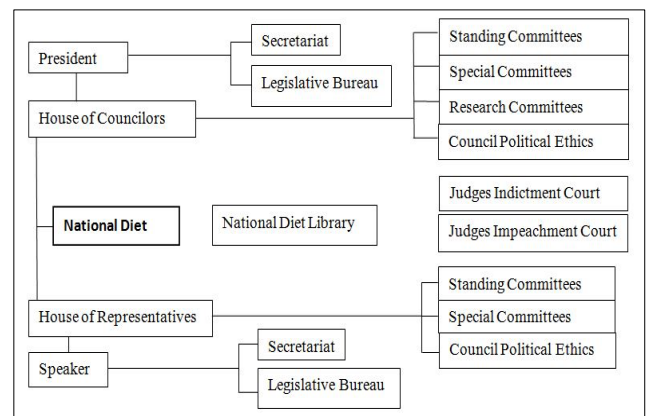 Secretariat
Standing Committees
President
Special Committees
Legislative Bureau
Research Committees
House of Councilors
Council Political Ethics
Judges Indictment Court
National Diet
National Diet Library
Judges Impeachment Court
Standing Committees
House of Representatives
Special Committees
Secretariat
Council Political Ethics
Speaker
Legislative Bureau